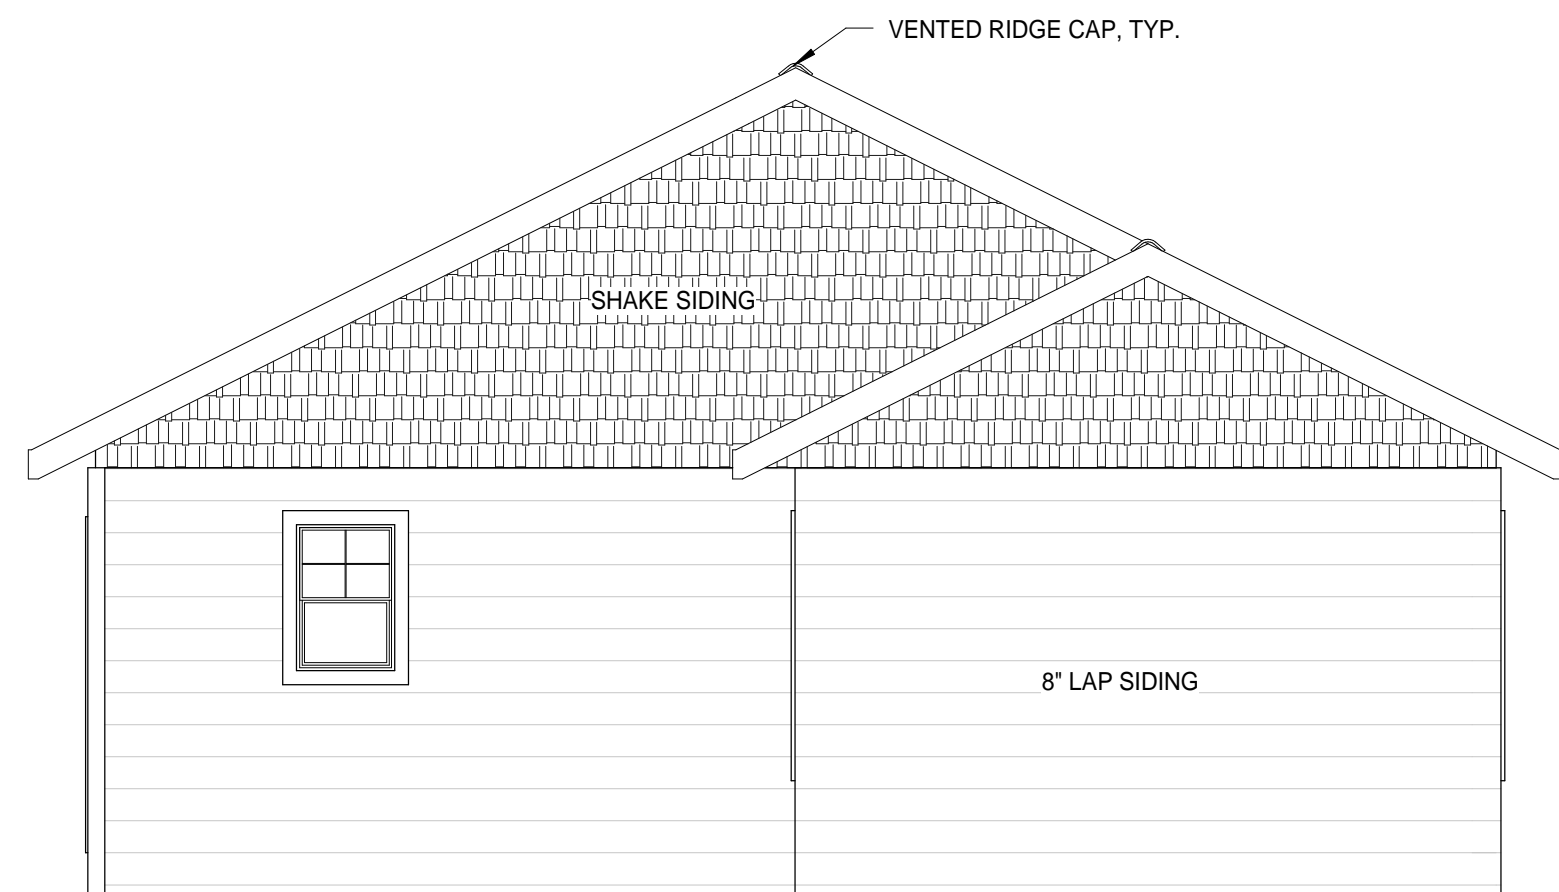 VENTED RIDGE CAP, TYP.
SHAKE SIDING
8" LAP SIDING